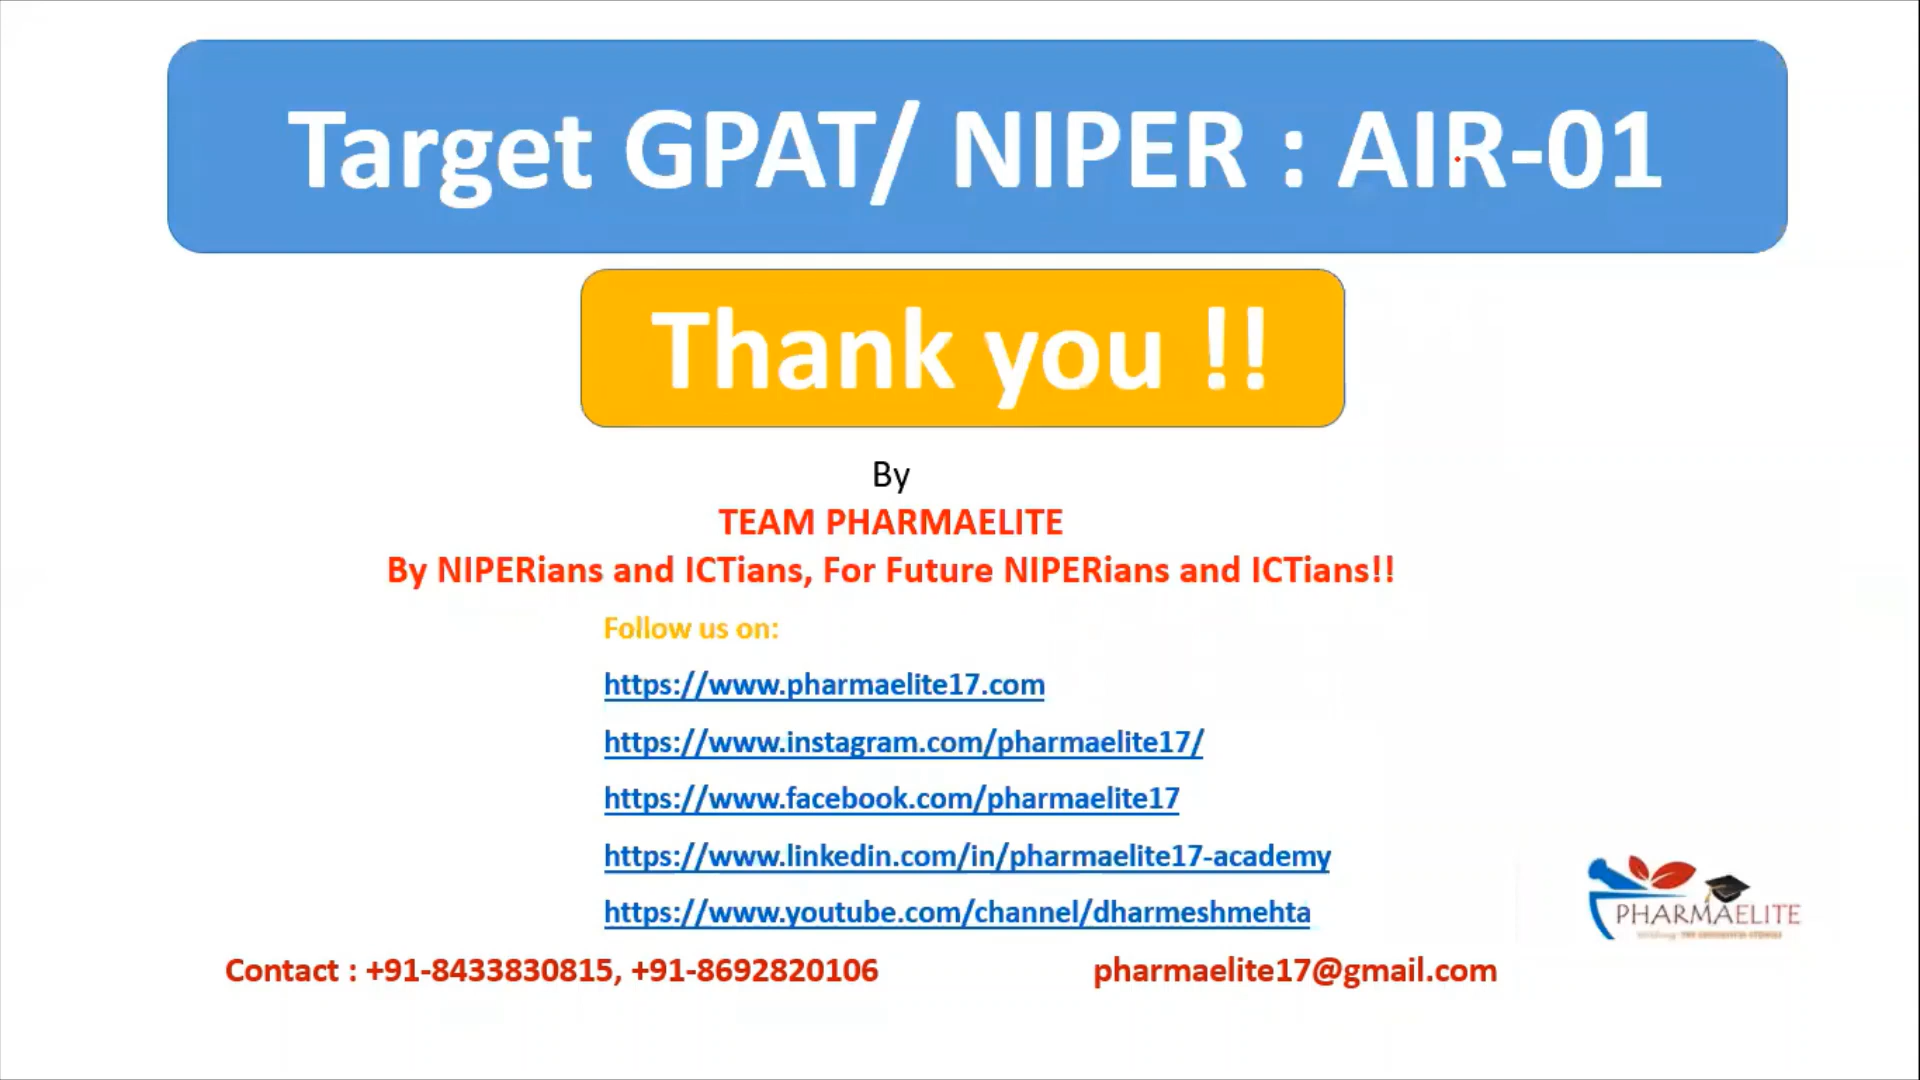 Target GPAT/ NIPER : AIR-01
Thank you !!
By
TEAM PHARMAELITE
By NIPERians and ICTians, For Future NIPERians and ICTians!!
Follow us on:
https://www.pharmaelite17.com
https://www.instagram.com/pharmaelite17/
https://www.facebook.com/pharmaelite17
https://www.linkedin.com/in/pharmaelite17-academy
https://www.youtube.com/channel/dharmeshmehta
PHARMAELITE
Contact : +91-8433830815, +91-8692820106 pharmaelite17@gmail.com